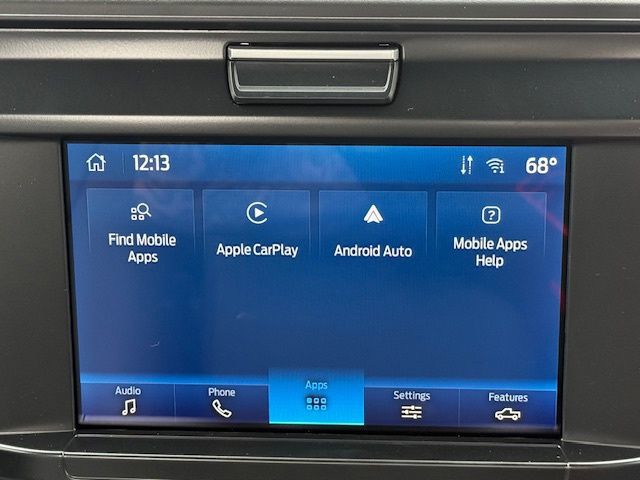 12:13
68°
Find Mobile
Apps
Apple CarPlay
Android Auto
Mobile Apps
Help
Audio
Phone
Apps
Settings
Features